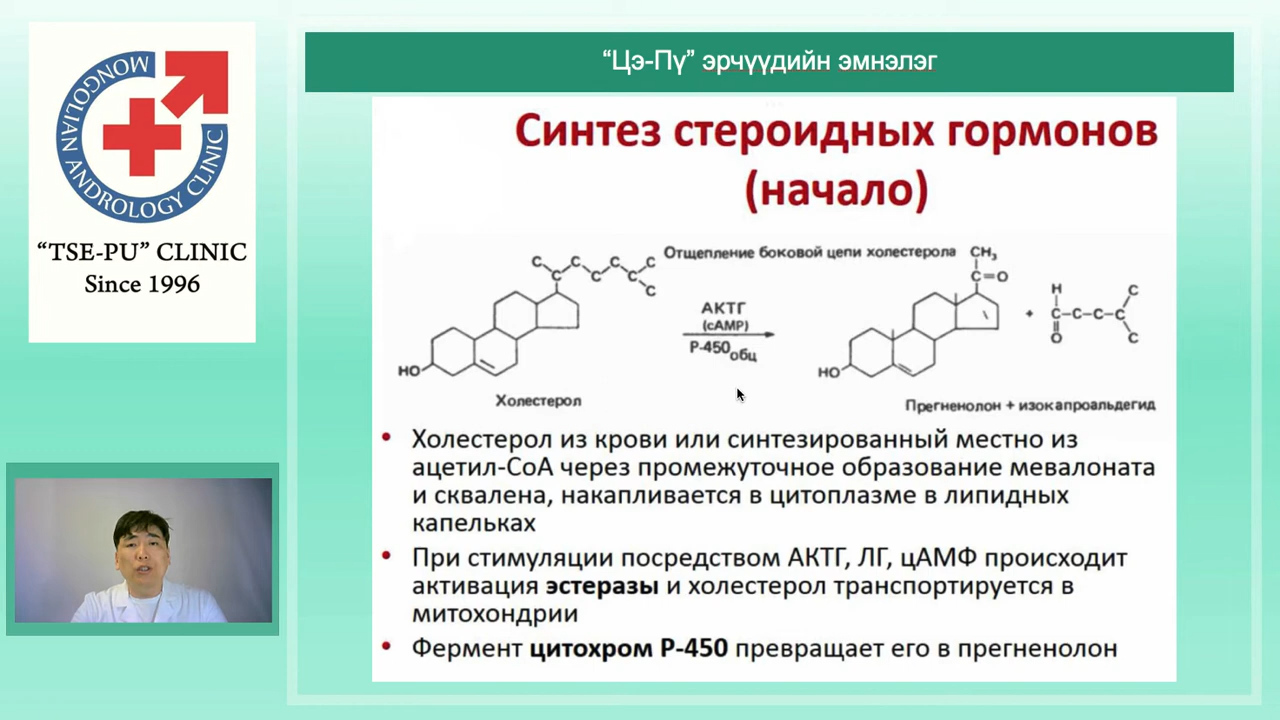 MONGOLIAN ANDROLOGY CLINIC
“TSE-PU” CLINIC
Since 1996
“Цэ-Пү” эрчүүдийн эмнэлэг
Синтез стероидных гормонов
(начало)
Отщепление боковой цепи холестерола
C C C C
C C C
C
HO
Холестерол
АКТГ
(cAMP)
P-450обц
CH₃
C=O
HO
+
H
C-C-C-C
O
C
C
Прегненолон + изокапроальдегид
• Холестерол из крови или синтезированный местно из
ацетил-СоА через промежуточное образование мевалоната
и сквалена, накапливается в цитоплазме в липидных
капельках
• При стимуляции посредством АКТГ, ЛГ, цАМФ происходит
активация эстеразы и холестерол транспортируется в
митохондрии
• Фермент цитохром Р-450 превращает его в прегненолон